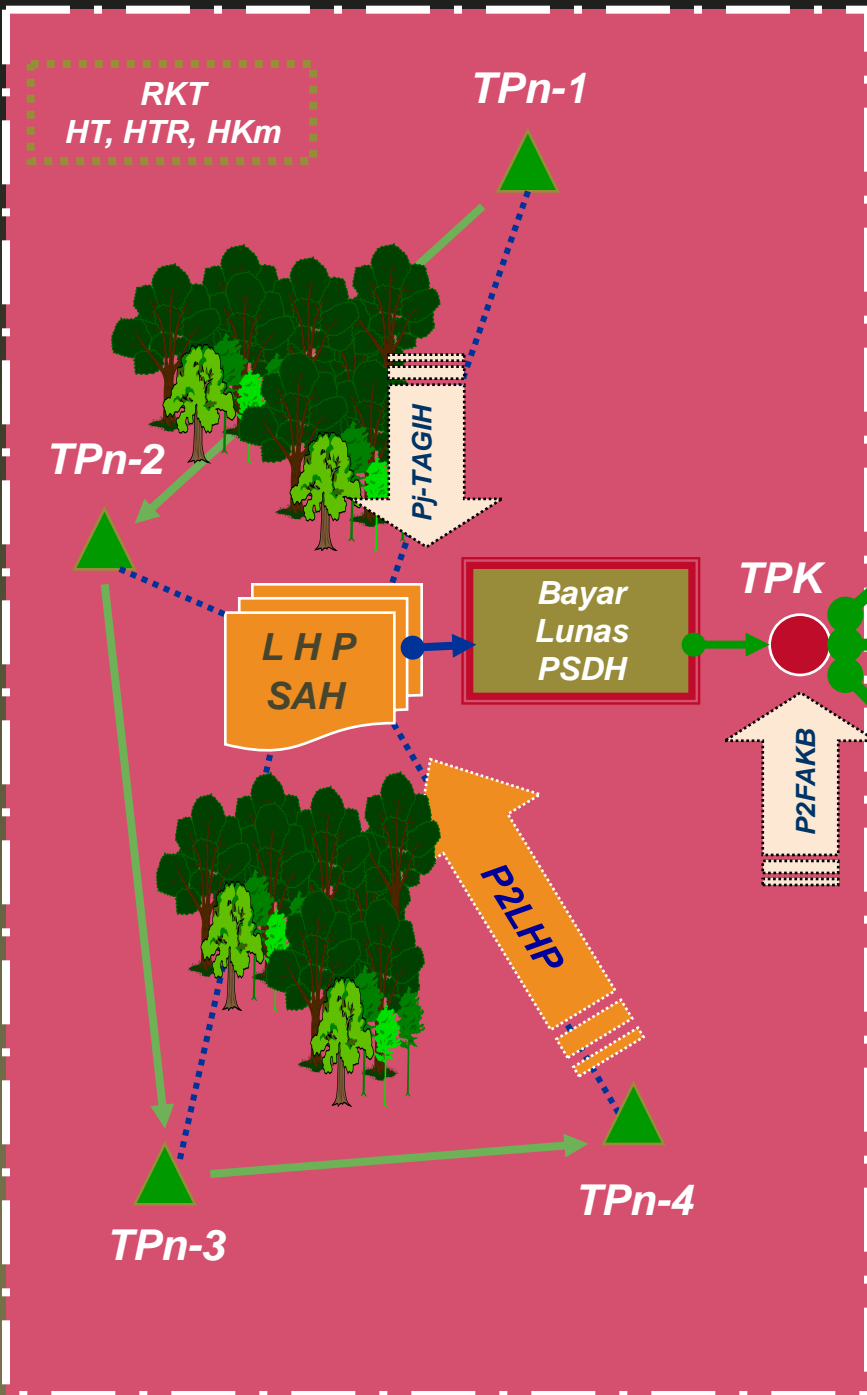 RKT
HT, HTR, HKm
TPn-1
Pj-TAGIH
TPn-2
L H P
SAH
Bayar
Lunas
PSDH
TPK
P2FAKB
P2LHP
TPn-4
TPn-3